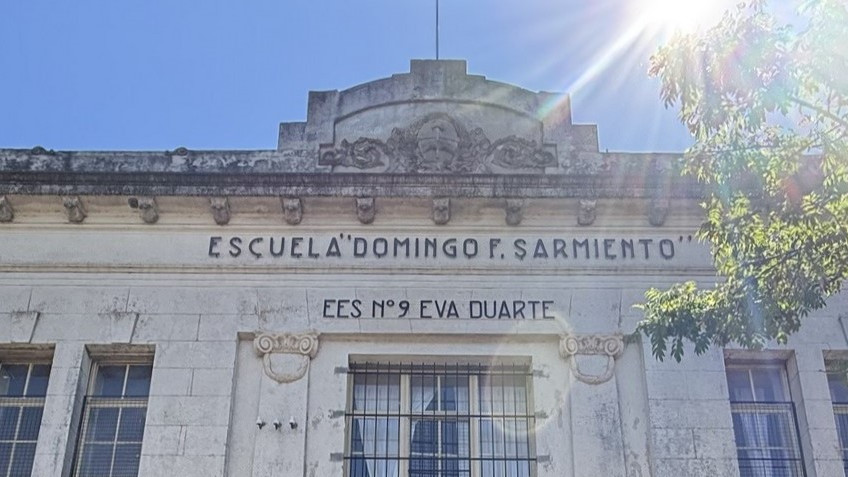 ESCUELA "DOMINGO F. SARMIENTO"
EES Nº9 EVA DUARTE